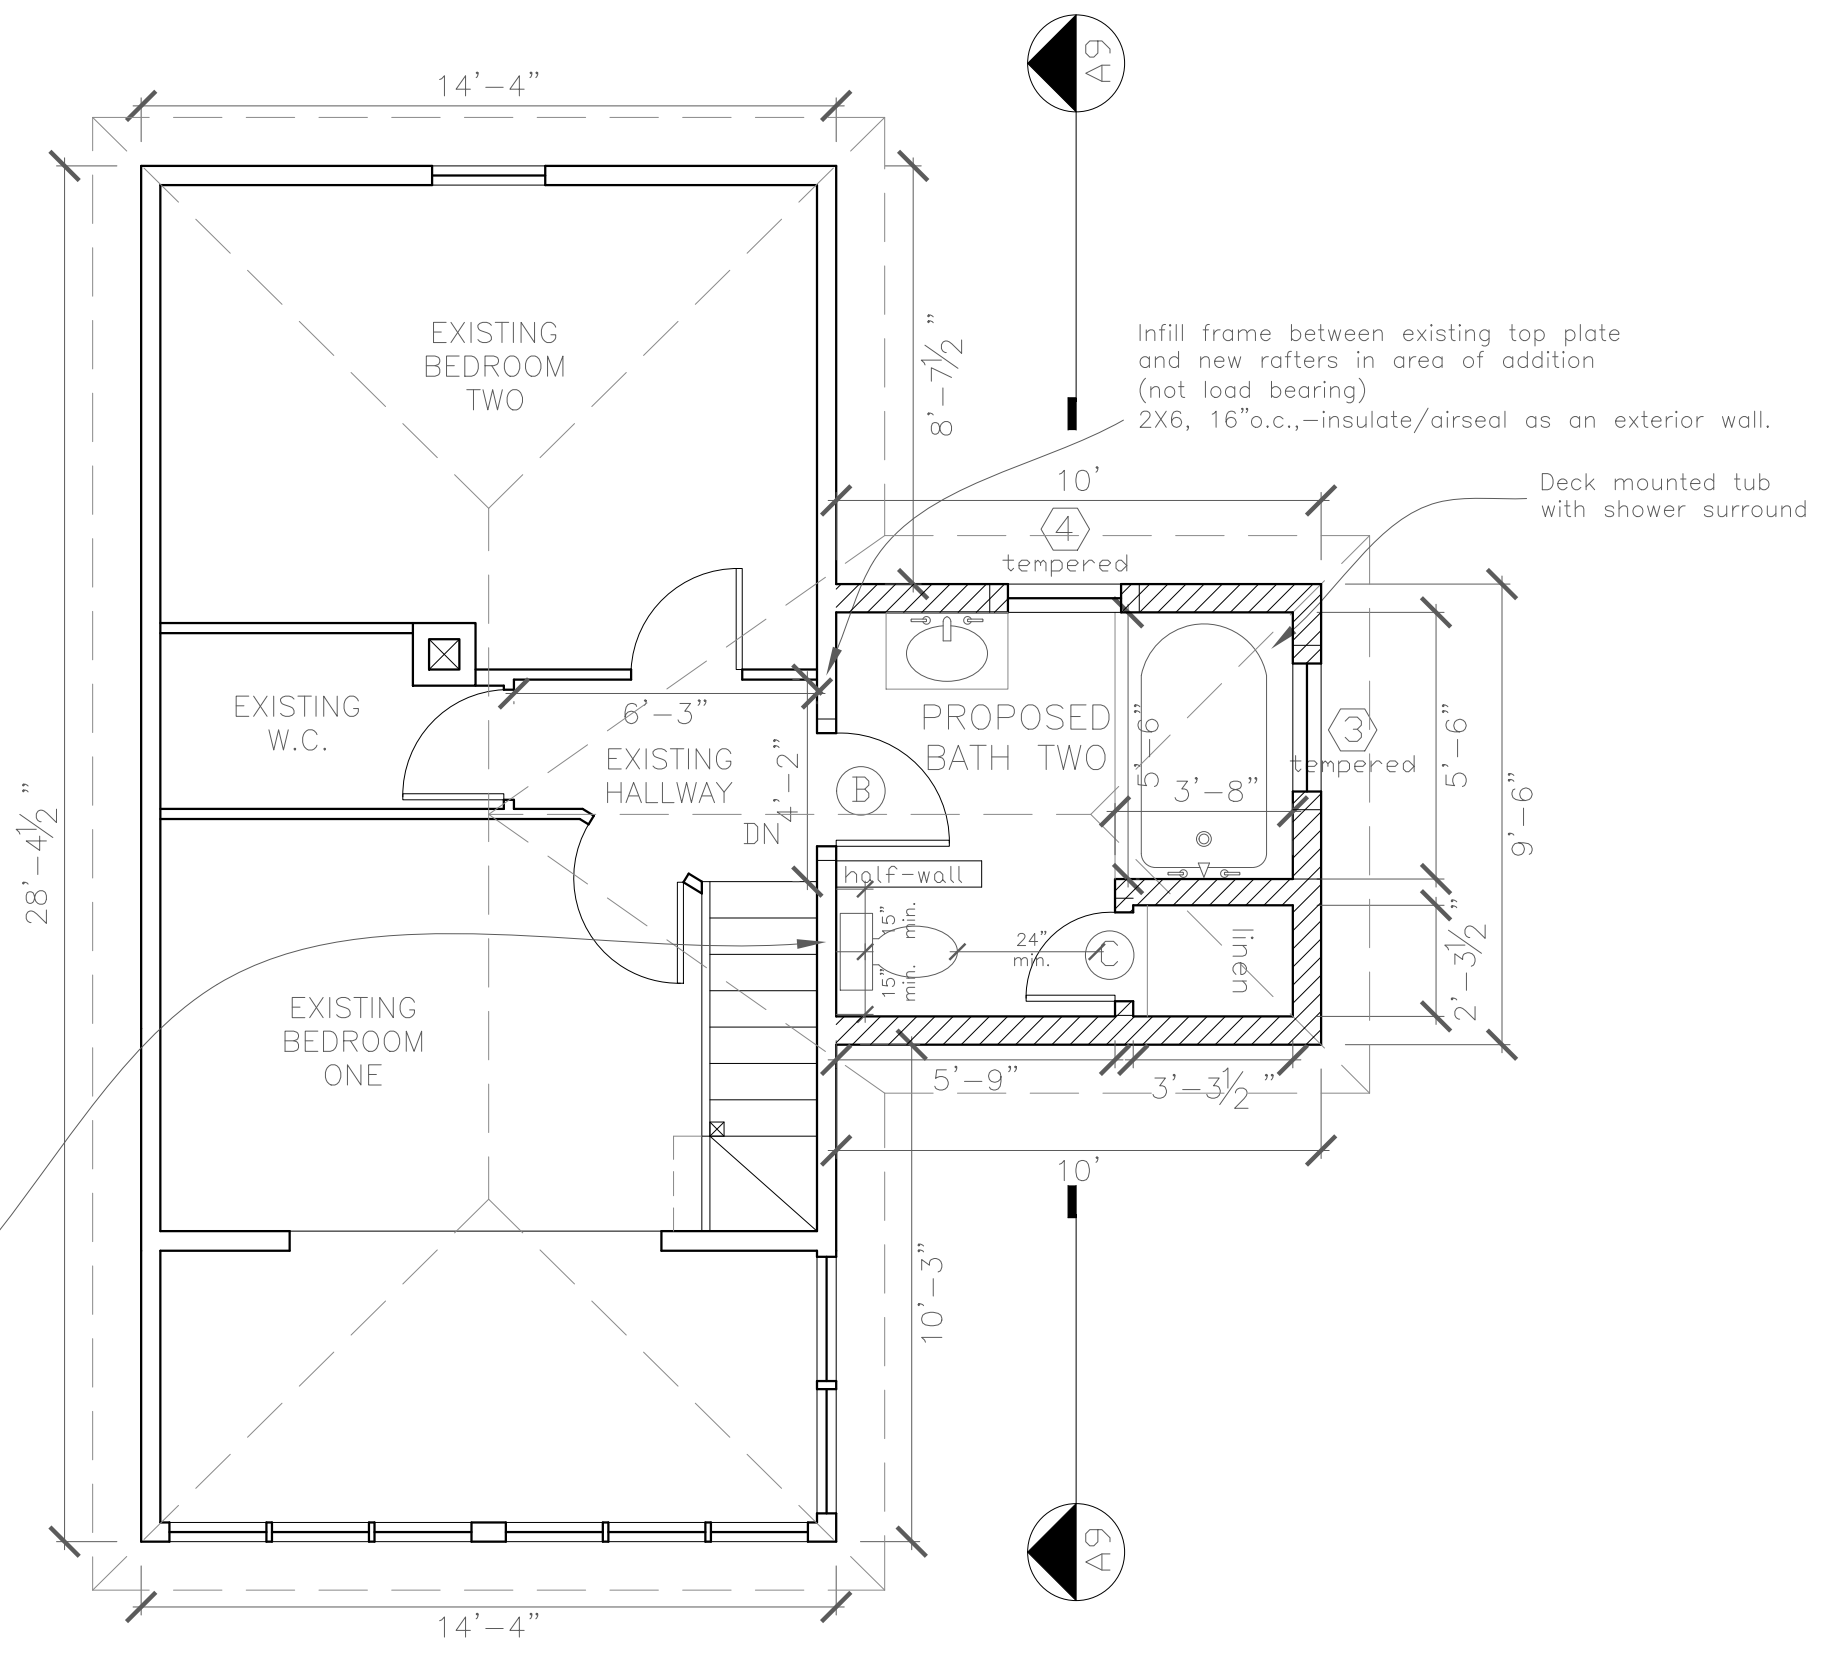 A9
14'-4"
8'-7½"
Infill frame between existing top plate
and new rafters in area of addition
(not load bearing)
2X6, 16"o.c.,-insulate/airseal as an exterior wall.
Deck mounted tub
with shower surround
10'
4
tempered
EXISTING
BEDROOM
TWO
EXISTING
W.C.
6'-3"
EXISTING
HALLWAY
4'-2"
DN
PROPOSED
BATH TWO
B
5'-6"
3'-8"
3
tempered
5'-6"
9'-6"
28'-4½"
half-wall
15"
min.
15"
min.
24"
min.
C
linen
2'-3½"
EXISTING
BEDROOM
ONE
5'-9"
3'-3½"
10'
10'-3"
A9
14'-4"